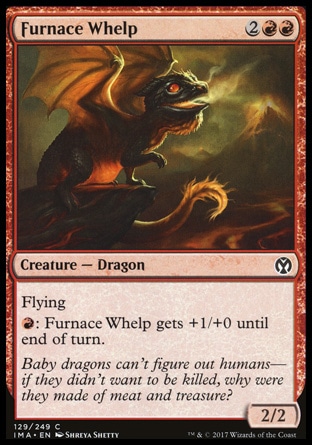 Furnace Whelp 2
Creature — Dragon
Flying
: Furnace Whelp gets +1/+0 until
end of turn.
Baby dragons can't figure out humans—
if they didn't want to be killed, why were
they made of meat and treasure?
2/2
129/249 C
IMA • EN Shreya Shetty
™ & © 2017 Wizards of the Coast